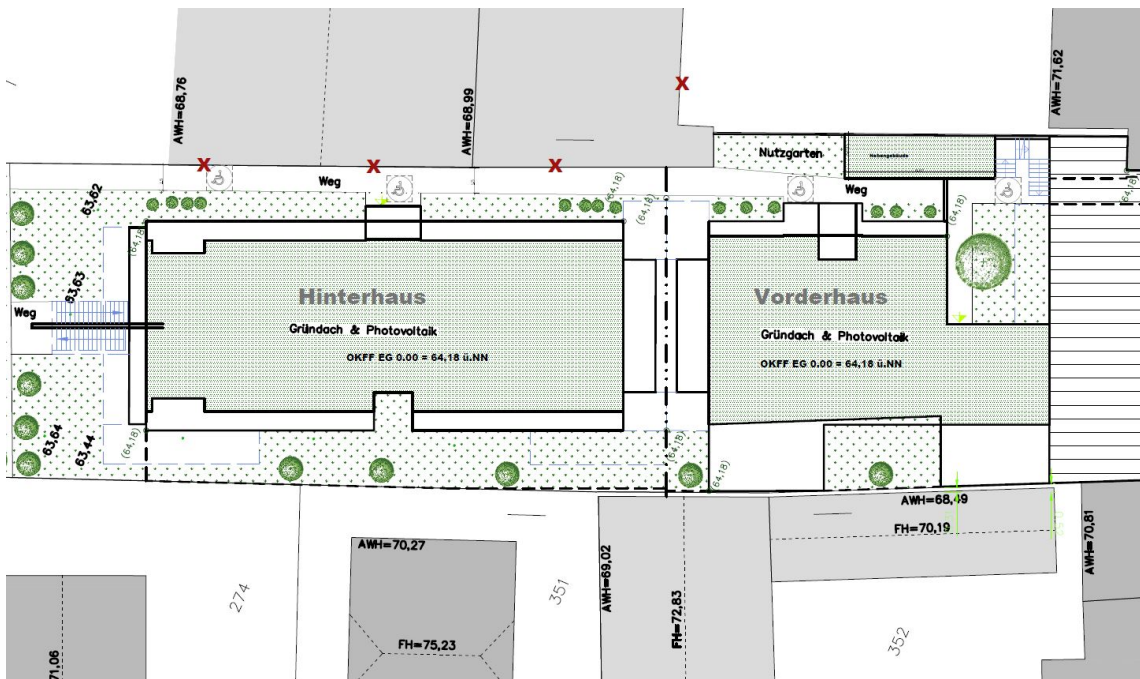 AWH=68,76
AWH=68,99
X
AWH=71,62
X
X
X
Nutzgarten
Nebengebäude
Weg
Weg
63,62
(64,18)
(64,18)
(64,18)
(64,18)
(64,18)
(64,18)
63,63
Weg
Hinterhaus
Gründach & Photovoltaik
OKFF EG 0.00 = 64,18 ü.NN
Vorderhaus
Gründach & Photovoltaik
OKFF EG 0.00 = 64,18 ü.NN
63,64
63,44
(64,18)
(64,18)
(64,18)
AWH=68,49
FH=70,19
AWH=70,81
AWH=70,27
AWH=69,02
FH=72,83
274
351
352
FH=75,23
71,06